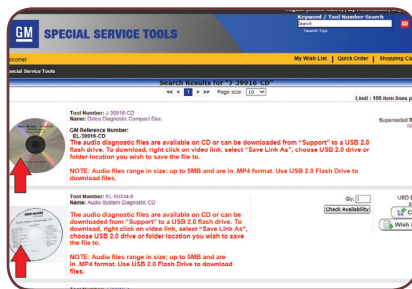 Keyword / Tool Number Search
Search
GO
Search Tips
GM
SPECIAL SERVICE TOOLS
My Wish List | Quick Order | Shopping Ca
Special Service Tools
Search Results for "J-39916-CD"
<< < 1 > >> Page size: 10
Limit : 100 item lines p
Tool Number: J-39916-CD
Name: Delco Diagnostic Compact Disc
Superseded B
GM Reference Number:
EL-39916-CD
The audio diagnostic files are available on CD or can be downloaded from "Support" to a USB 2.0
flash drive. To download, right click on video link, select "Save Link As", choose USB 2.0 drive or
folder location you wish to save the file to.
NOTE: Audio files range in size; up to 5MB and are in .MP4 format. Use USB 2.0 Flash Drive to
download files.
Tool Number: EL-50334-6
Name: Audio System Diagnostic CD
Qty. 1
USD
Check Availability
C
Wish
The audio diagnostic files are available on CD or can be
downloaded from "Support" to a USB 2.0 flash drive. To
download, right click on video link, select "Save Link As",
choose USB 2.0 drive or folder location you wish to save
the file to.
NOTE: Audio files range in size; up to 5MB and are
in .MP4 format. Use USB 2.0 Flash Drive to download
files.